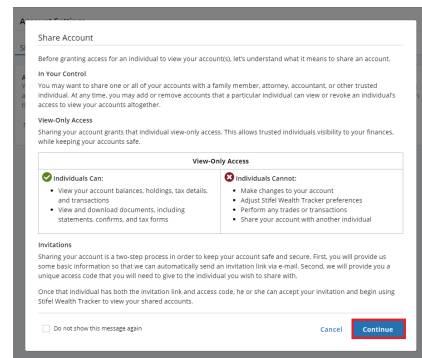 Share Account
Before granting access for an individual to view your account(s), let's understand what it means to share an account.
In Your Control
You may want to share one or all of your accounts with a family member, attorney, accountant, or other trusted
individual. At any time, you may add or remove accounts that a particular individual can view or revoke an individual's
access to view your accounts altogether.
View-Only Access
Sharing your account grants that individual view-only access. This allows trusted individuals visibility to your finances,
while keeping your accounts safe.
View-Only Access
Individuals Can:
• View your account balances, holdings, tax details,
and transactions
• View and download documents, including
statements, confirms, and tax forms
Individuals Cannot:
• Make changes to your account
• Adjust Stifel Wealth Tracker preferences
• Perform any trades or transactions
• Share your account with another individual
Invitations
Sharing your account is a two-step process in order to keep your account safe and secure. First, you will provide us
some basic information so that we can automatically send an invitation link via e-mail. Second, we will provide you a
unique access code that you will need to give to the individual you wish to share with.
Once that individual has both the invitation link and access code, he or she can accept your invitation and begin using
Stifel Wealth Tracker to view your shared accounts.
Do not show this message again
Cancel
Continue